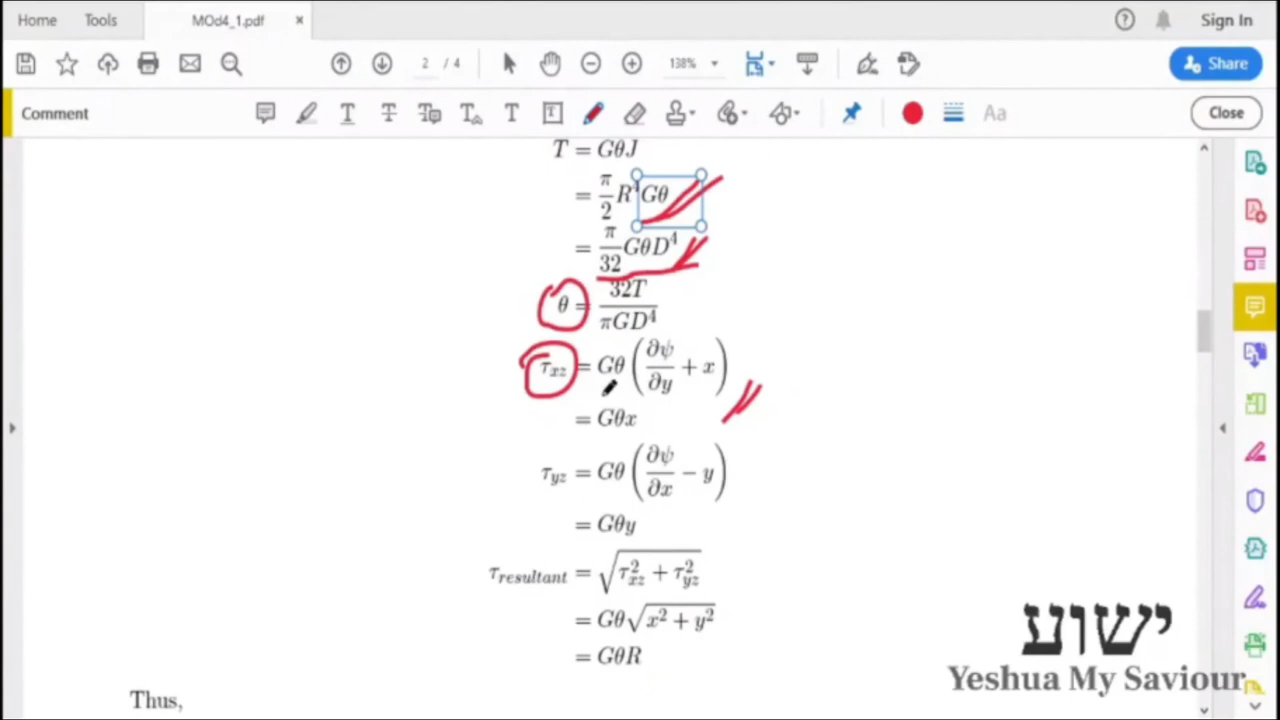 Home Tools MOd4_1.pdf × Sign In
2 / 4 138% Share
Comment T T T T T Aa Close
T = GθJ
= π/2 R⁴Gθ
= π/32 GθD⁴
θ = 32T/πGD⁴
τxz = Gθ (∂ψ/∂y + x)
= Gθx
τyz = Gθ (∂ψ/∂x − y)
= Gθy
τresultant = √τ²xz + τ²yz
= Gθ√x² + y²
= GθR
Thus,
ישוע
Yeshua My Saviour